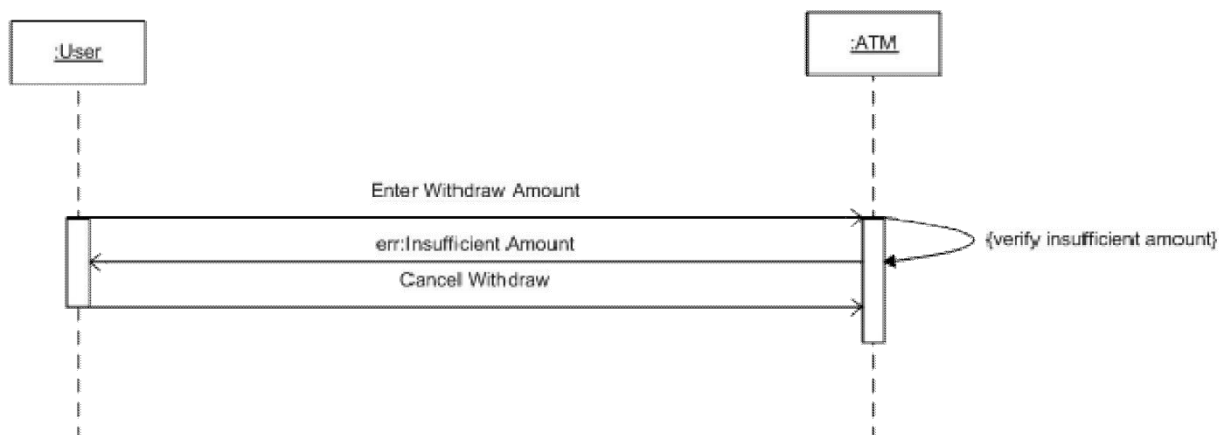 :User
:ATM
Enter Withdraw Amount
err:Insufficient Amount
{verify insufficient amount}
Cancel Withdraw